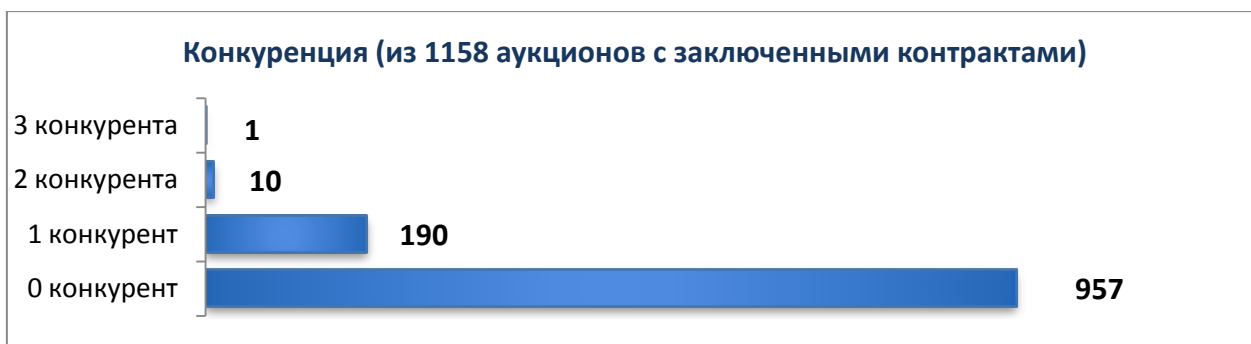 Конкуренция (из 1158 аукционов с заключенными контрактами)
3 конкурента 1
2 конкурента 10
1 конкурент 190
0 конкурент 957